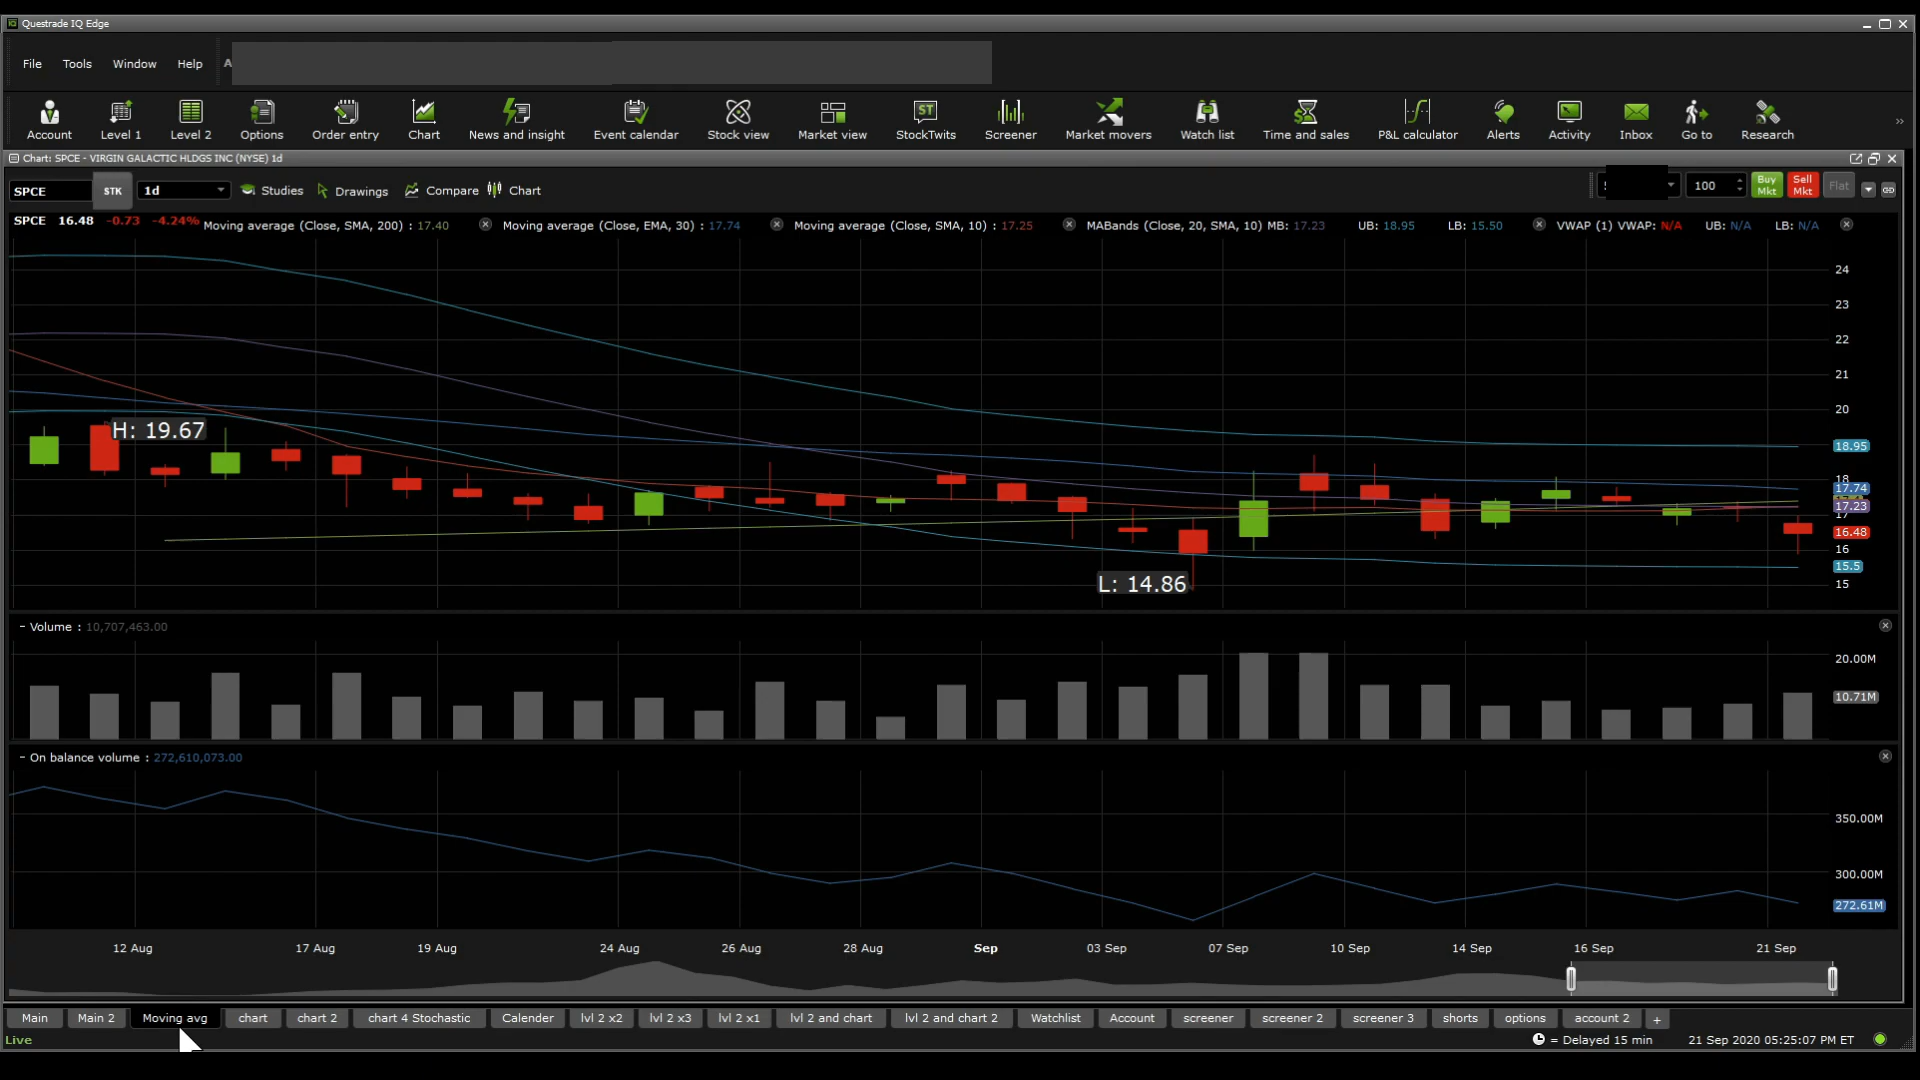 Questrade IQ Edge
File Tools Window Help A
Account Level 1 Level 2 Options Order entry Chart News and insight Event calendar Stock view Market view StockTwits Screener Market movers Watch list Time and sales P&L calculator Alerts Activity Inbox Go to Research »
Chart: SPCE - VIRGIN GALACTIC HLDGS INC (NYSE) 1d
SPCE STK 1d Studies Drawings Compare Chart 100 Buy Mkt Sell Mkt Flat
SPCE 16.48 -0.73 -4.24% Moving average (Close, SMA, 200) : 17.40 Moving average (Close, EMA, 30) : 17.74 Moving average (Close, SMA, 10) : 17.25 MABands (Close, 20, SMA, 10) MB: 17.23 UB: 18.95 LB: 15.50 VWAP (1) VWAP: N/A UB: N/A LB: N/A
24
23
22
21
20
H: 19.67
18.95
18
17.74
17.23
17
16.48
16
15.5
L: 14.86
15
- Volume : 10,707,463.00
20.00M
10.71M
- On balance volume : 272,610,073.00
350.00M
300.00M
272.61M
12 Aug 17 Aug 19 Aug 24 Aug 26 Aug 28 Aug Sep 03 Sep 07 Sep 10 Sep 14 Sep 16 Sep 21 Sep
Main Main 2 Moving avg chart chart 2 chart 4 Stochastic Calender lvl 2 x2 lvl 2 x3 lvl 2 x1 lvl 2 and chart lvl 2 and chart 2 Watchlist Account screener screener 2 screener 3 shorts options account 2 +
Live = Delayed 15 min 21 Sep 2020 05:25:07 PM ET